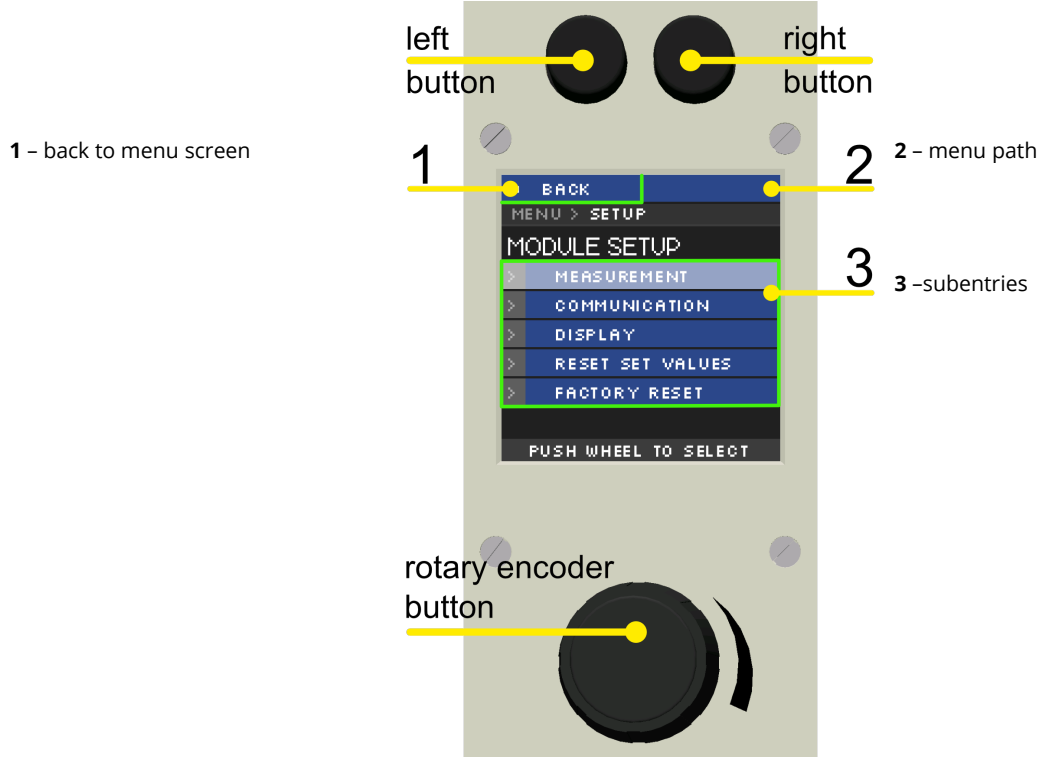 left
button
right
button
1 – back to menu screen
1
2
2 – menu path
BACK
MENU > SETUP
MODULE SETUP
> MEASUREMENT
3
3 –subentries
> COMMUNICATION
> DISPLAY
> RESET SET VALUES
> FACTORY RESET
PUSH WHEEL TO SELECT
rotary encoder
button